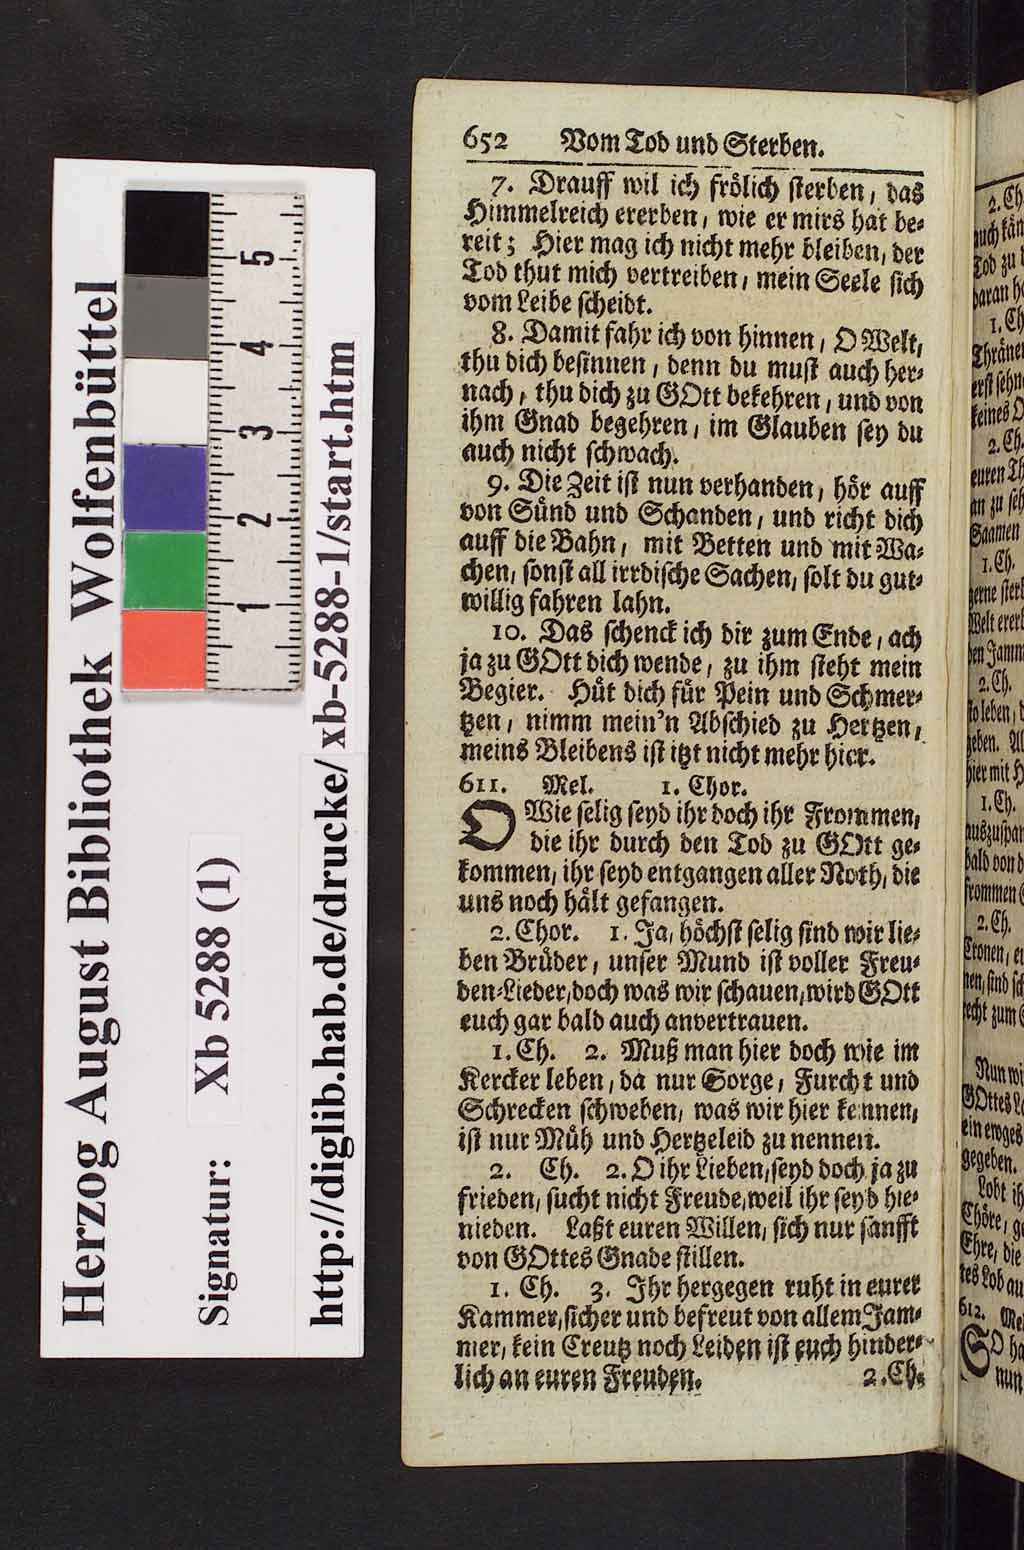 652 Vom Tod und Sterben.
7. Drauff wil ich frölich sterben, das
Himmelreich ererben, wie er mirs hat be-
reit; Hier mag ich nicht mehr bleiben, der
Tod thut mich vertreiben, mein Seele sich
vom Leibe scheidt.
8. Damit fahr ich von hinnen, O Welt,
thu dich besinnen, denn du must auch her-
nach, thu dich zu GOtt bekehren, und von
ihm Gnad begehren, im Glauben sey du
auch nicht schwach.
9. Die Zeit ist nun verhanden, hör auff
von Sünd und Schanden, und richt dich
auff die Bahn, mit Betten und mit Wa-
chen, sonst all irrdische Sachen, solt du gut-
willig fahren lahn.
10. Das schenck ich dir zum Ende, ach
ja zu GOtt dich wende, zu ihm steht mein
Begier. Hüt dich für Pein und Schmer-
tzen, nimm mein'n Abschied zu Hertzen,
meins Bleibens ist itzt nicht mehr hier.
611. Mel. 1. Chor.
O Wie selig seyd ihr doch ihr Frommen,
die ihr durch den Tod zu GOtt ge-
kommen, ihr seyd entgangen aller Noth, die
uns noch hält gefangen.
2. Chor. 1. Ja, höchst selig sind wir lie-
ben Brüder, unser Mund ist voller Freu-
den-Lieder, doch was wir schauen, wird GOtt
euch gar bald auch anvertrauen.
1. Ch. 2. Muß man hier doch wie im
Kercker leben, da nur Sorge, Furcht und
Schrecken schweben, was wir hier kennen,
ist nur Müh und Hertzeleid zu nennen.
2. Ch. 2. O ihr Lieben, seyd doch ja zu
frieden, sucht nicht Freude, weil ihr seyd hie-
nieden. Laßt euren Willen, sich nur sänfft
von GOttes Gnade stillen.
1. Ch. 3. Ihr hergegen ruht in eurer
Kammer, sicher und befreut von allem Jam-
mer, kein Creutz noch Leiden ist euch hinder-
lich an euren Freuden. 2. Ch.
Herzog August Bibliothek Wolfenbüttel
Signatur: Xb 5288 (1)
http://diglib.hab.de/drucke/xb-5288-1/start.htm
5
4
3
2
1